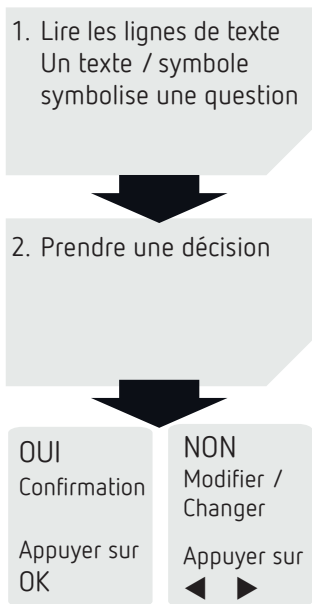 1. Lire les lignes de texte
Un texte / symbole
symbolise une question
2. Prendre une décision
OUI
Confirmation
Appuyer sur
OK
NON
Modifier /
Changer
Appuyer sur
◀ ▶